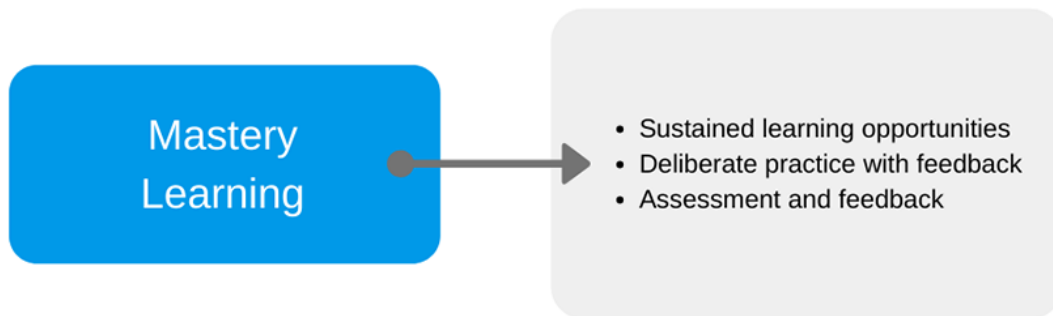 Mastery
Learning
• Sustained learning opportunities
• Deliberate practice with feedback
• Assessment and feedback